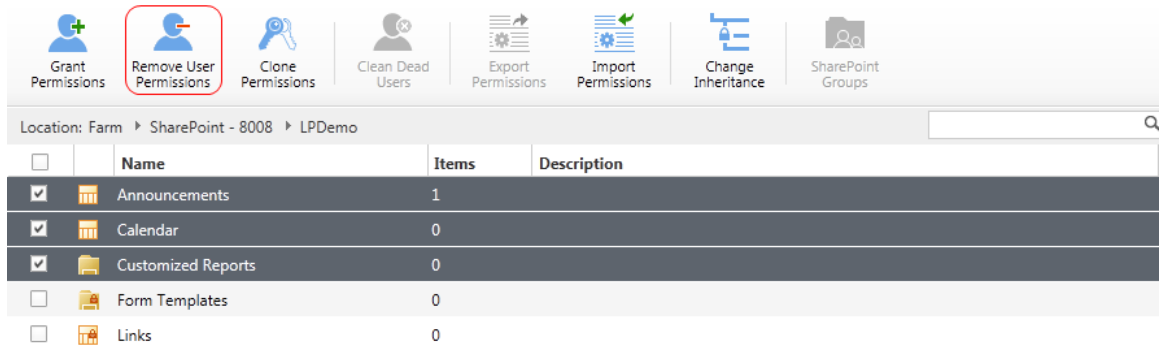 Grant Permissions
Remove User Permissions
Clone Permissions
Clean Dead Users
Export Permissions
Import Permissions
Change Inheritance
SharePoint Groups
Location: Farm SharePoint - 8008 LPDemo
Name Items Description
Announcements 1
Calendar 0
Customized Reports 0
Form Templates 0
Links 0